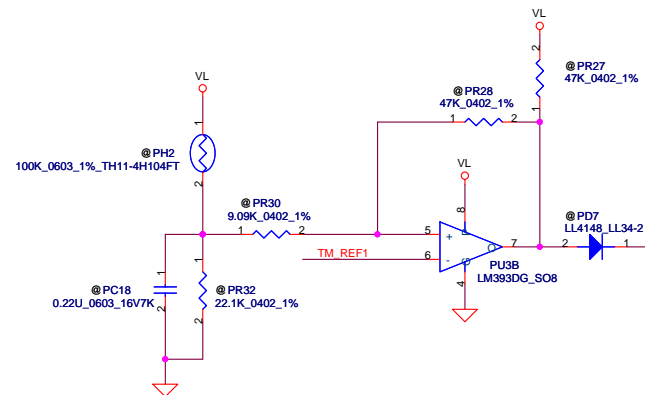 VL
2
@PR27
47K_0402_1%
1
@PR28
47K_0402_1%
1
2
VL
1
@PH2
100K_0603_1%_TH11-4H104FT
2
VL
8
@PR30
9.09K_0402_1%
1
2
5
+
6
-
7
P
O
G
4
TM_REF1
PU3B
LM393DG_SO8
@PD7
LL4148_LL34-2
2
1
1
@PC18
0.22U_0603_16V7K
2
1
@PR32
22.1K_0402_1%
2